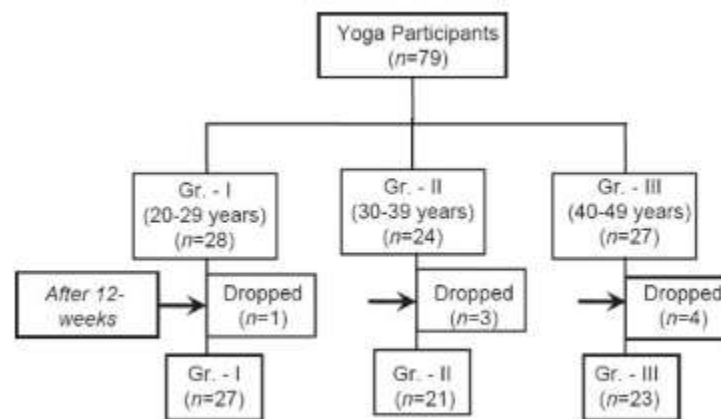 Yoga Participants
(n=79)
Gr. - I
(20-29 years)
(n=28)
Gr. - II
(30-39 years)
(n=24)
Gr. - III
(40-49 years)
(n=27)
After 12-
weeks
Dropped
(n=1)
Dropped
(n=3)
Dropped
(n=4)
Gr. - I
(n=27)
Gr. - II
(n=21)
Gr. - III
(n=23)